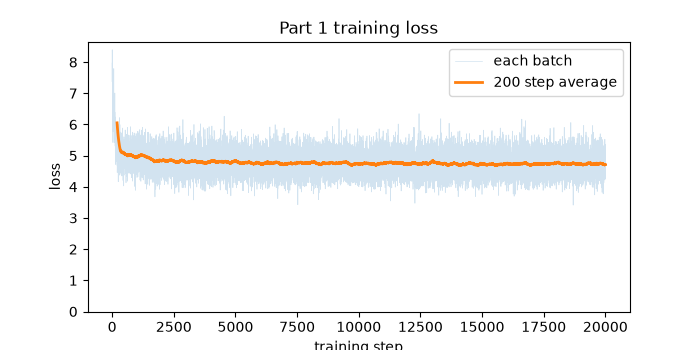 Part 1 training loss
each batch
200 step average
loss
8
7
6
5
4
3
2
1
0
0 2500 5000 7500 10000 12500 15000 17500 20000
training step